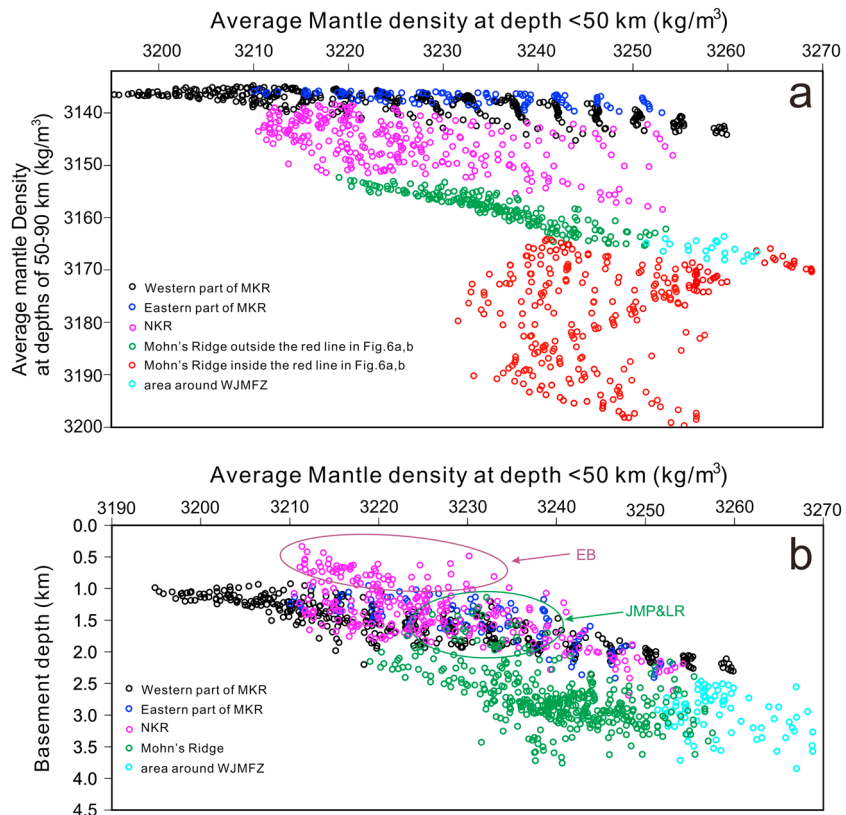 Average Mantle density at depth <50 km (kg/m³)
3200 3210 3220 3230 3240 3250 3260 3270
a
Average mantle Density
at depths of 50-90 km (kg/m³)
3140
3150
3160
3170
3180
3190
3200
Western part of MKR
Eastern part of MKR
NKR
Mohn's Ridge outside the red line in Fig.6a,b
Mohn's Ridge inside the red line in Fig.6a,b
area around WJMFZ
Average Mantle density at depth <50 km (kg/m³)
3190 3200 3210 3220 3230 3240 3250 3260 3270
b
Basement depth (km)
0.0
0.5
1.0
1.5
2.0
2.5
3.0
3.5
4.0
4.5
EB
JMP&LR
Western part of MKR
Eastern part of MKR
NKR
Mohn's Ridge
area around WJMFZ